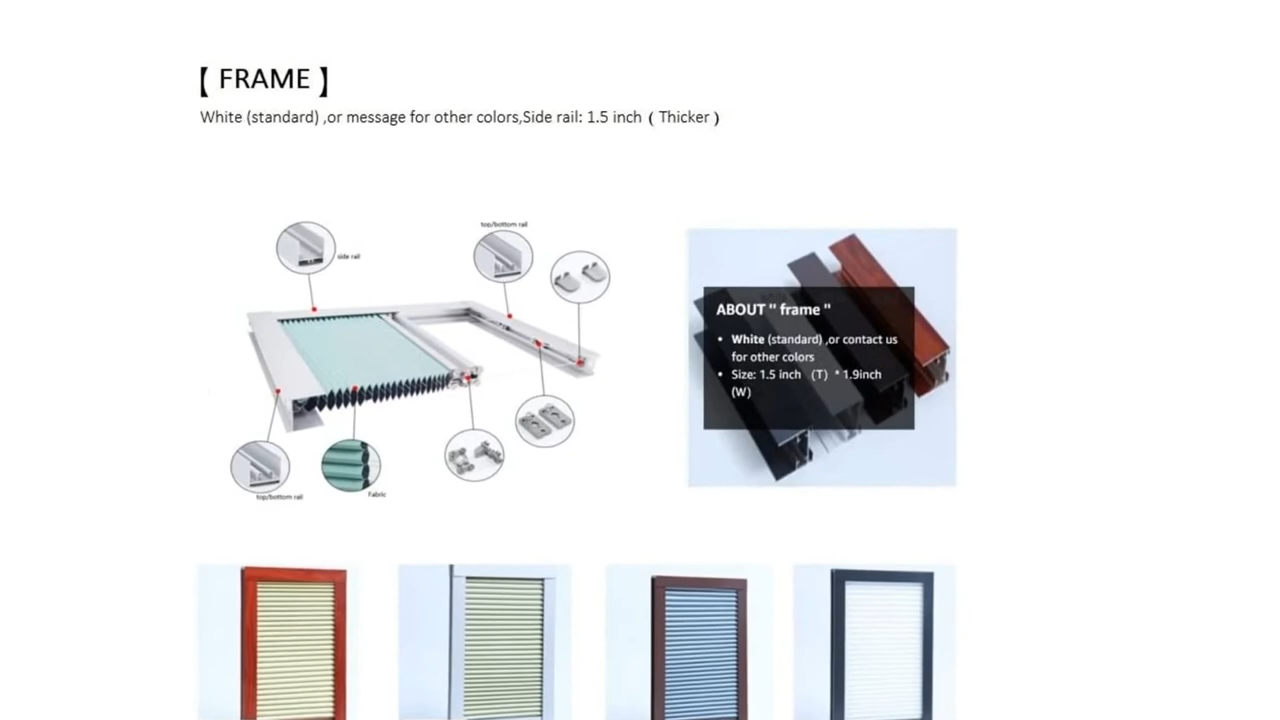 【 FRAME 】
White (standard) ,or message for other colors,Side rail: 1.5 inch ( Thicker )
top/bottom rail
side rail
ABOUT " frame "
• White (standard) ,or contact us
for other colors
• Size: 1.5 inch (T) * 1.9inch
(W)
top/bottom rail
Fabric